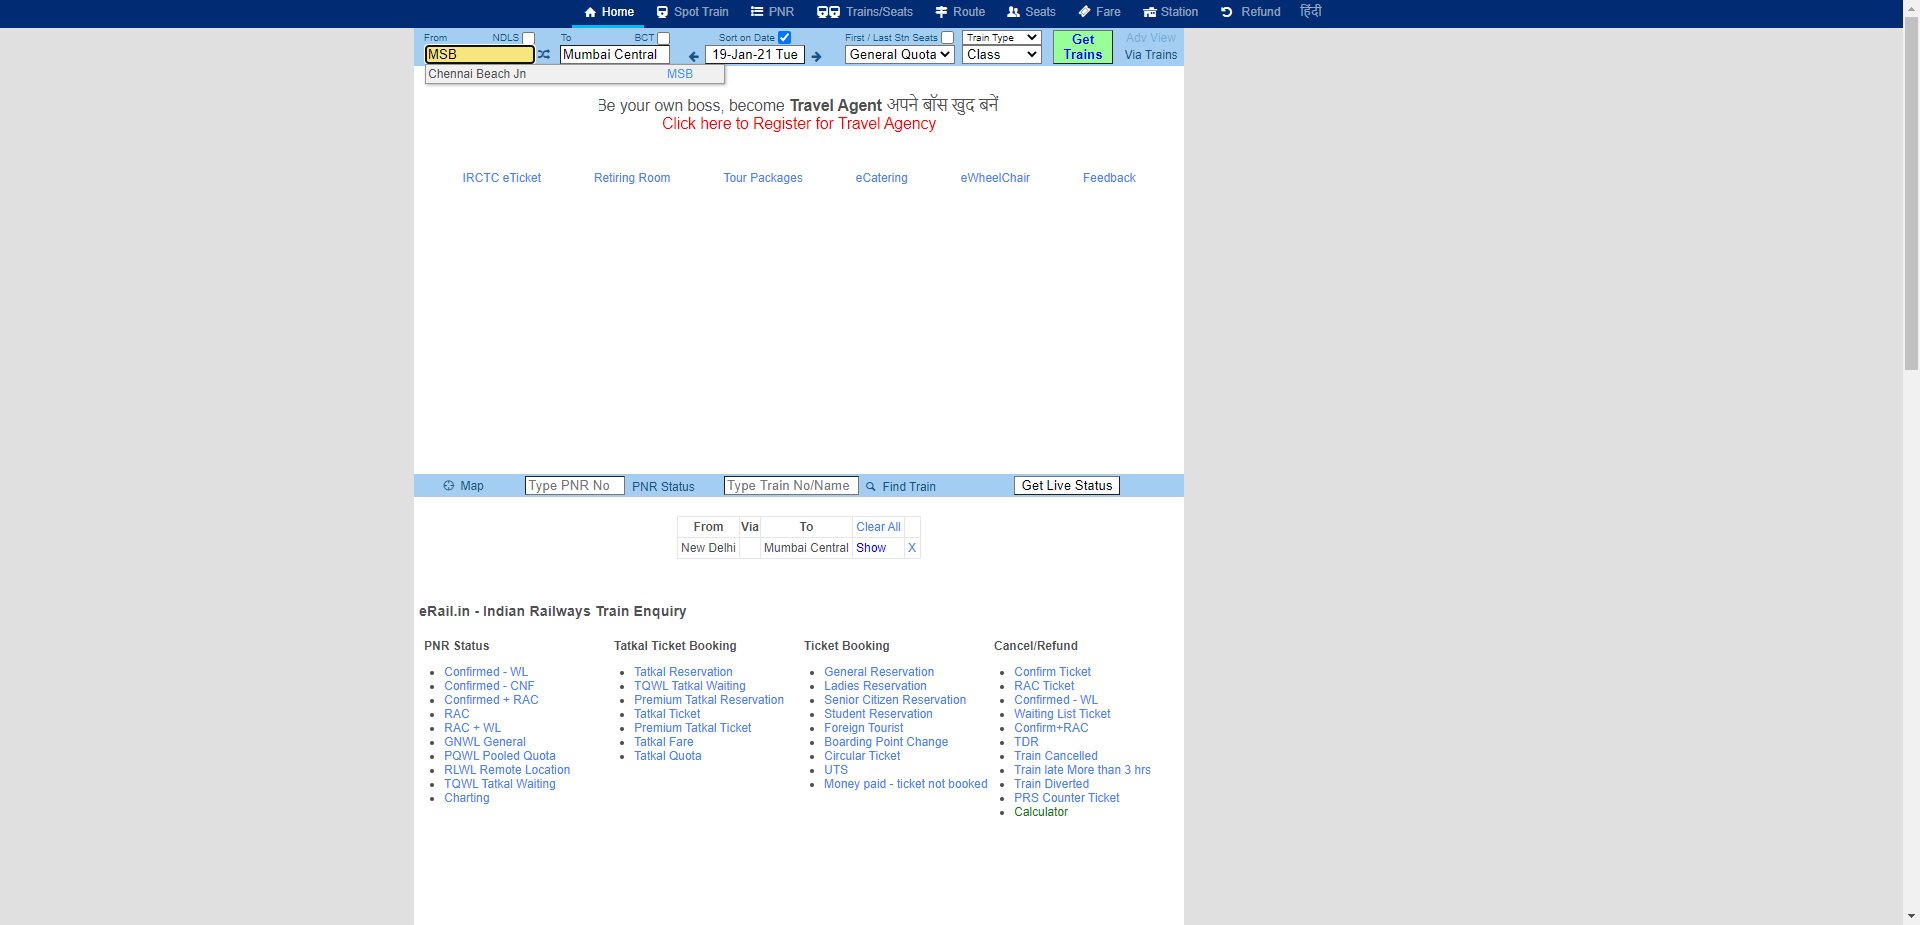 Home Spot Train PNR Trains/Seats Route Seats Fare Station Refund हिंदी
From NDLS To BCT Sort on Date First / Last Stn Seats Train Type Get Trains Adv View
MSB Mumbai Central 19-Jan-21 Tue General Quota Class Via Trains
Chennai Beach Jn MSB
Be your own boss, become Travel Agent अपने बॉस खुद बनें
Click here to Register for Travel Agency
IRCTC eTicket Retiring Room Tour Packages eCatering eWheelChair Feedback
Map Type PNR No PNR Status Type Train No/Name Find Train Get Live Status
From Via To Clear All
New Delhi Mumbai Central Show X
eRail.in - Indian Railways Train Enquiry
PNR Status
Confirmed - WL
Confirmed - CNF
Confirmed + RAC
RAC
RAC + WL
GNWL General
PQWL Pooled Quota
RLWL Remote Location
TQWL Tatkal Waiting
Charting
Tatkal Ticket Booking
Tatkal Reservation
TQWL Tatkal Waiting
Premium Tatkal Reservation
Tatkal Ticket
Premium Tatkal Ticket
Tatkal Fare
Tatkal Quota
Ticket Booking
General Reservation
Ladies Reservation
Senior Citizen Reservation
Student Reservation
Foreign Tourist
Boarding Point Change
Circular Ticket
UTS
Money paid - ticket not booked
Cancel/Refund
Confirm Ticket
RAC Ticket
Confirmed - WL
Waiting List Ticket
Confirm+RAC
TDR
Train Cancelled
Train late More than 3 hrs
Train Diverted
PRS Counter Ticket
Calculator